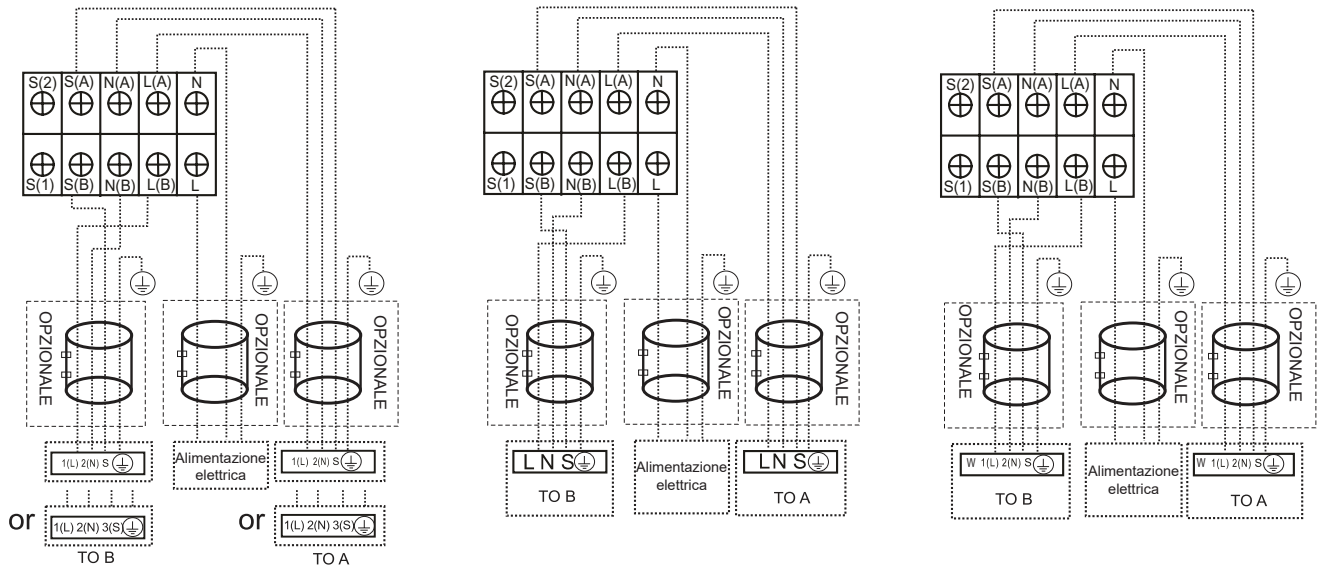 S(2) S(A) N(A) L(A) N
S(1) S(B) N(B) L(B) L
OPZIONALE
OPZIONALE
OPZIONALE
1(L) 2(N) S
Alimentazione
elettrica
1(L) 2(N) S
or
1(L) 2(N) 3(S)
TO B
or
1(L) 2(N) 3(S)
TO A
S(2) S(A) N(A) L(A) N
S(1) S(B) N(B) L(B) L
OPZIONALE
OPZIONALE
OPZIONALE
L N S
TO B
Alimentazione
elettrica
L N S
TO A
S(2) S(A) N(A) L(A) N
S(1) S(B) N(B) L(B) L
OPZIONALE
OPZIONALE
OPZIONALE
W 1(L) 2(N) S
TO B
Alimentazione
elettrica
W 1(L) 2(N) S
TO A